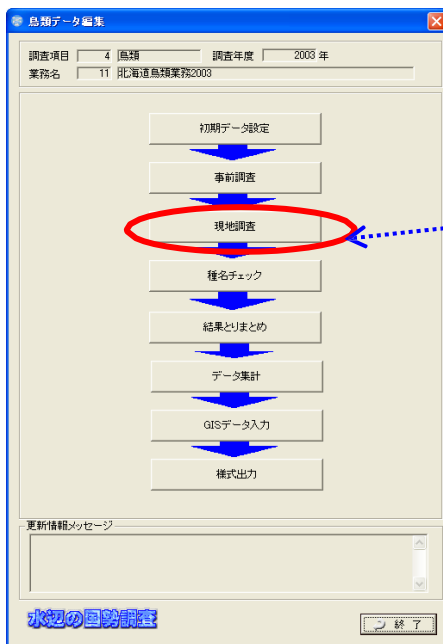 鳥類データ編集
調査項目 4 鳥類 調査年度 2003 年
業務名 11 北海道鳥類業務2003
初期データ設定
事前調査
現地調査
種名チェック
結果とりまとめ
データ集計
GISデータ入力
様式出力
更新情報メッセージ
水辺の国勢調査
終 了